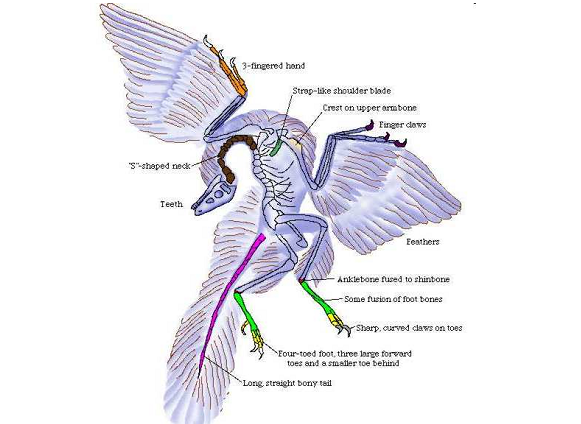 3-fingered hand
Strap-like shoulder blade
Crest on upper armbone
Finger claws
"S"-shaped neck
Teeth
Feathers
Anklebone fused to shinbone
Some fusion of foot bones
Sharp, curved claws on toes
Four-toed foot, three large forward
toes and a smaller toe behind
Long, straight bony tail